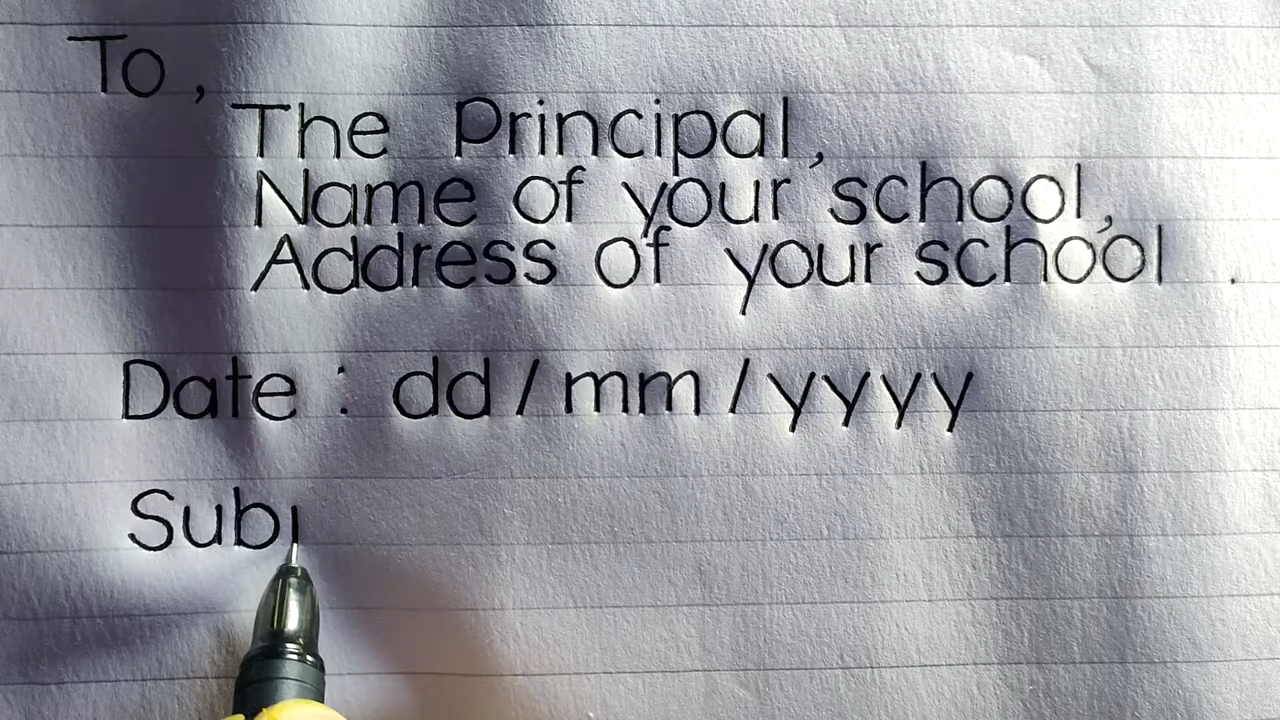 To,
The Principal,
Name of your school,
Address of your school.
Date : dd/mm/yyyy
Sub